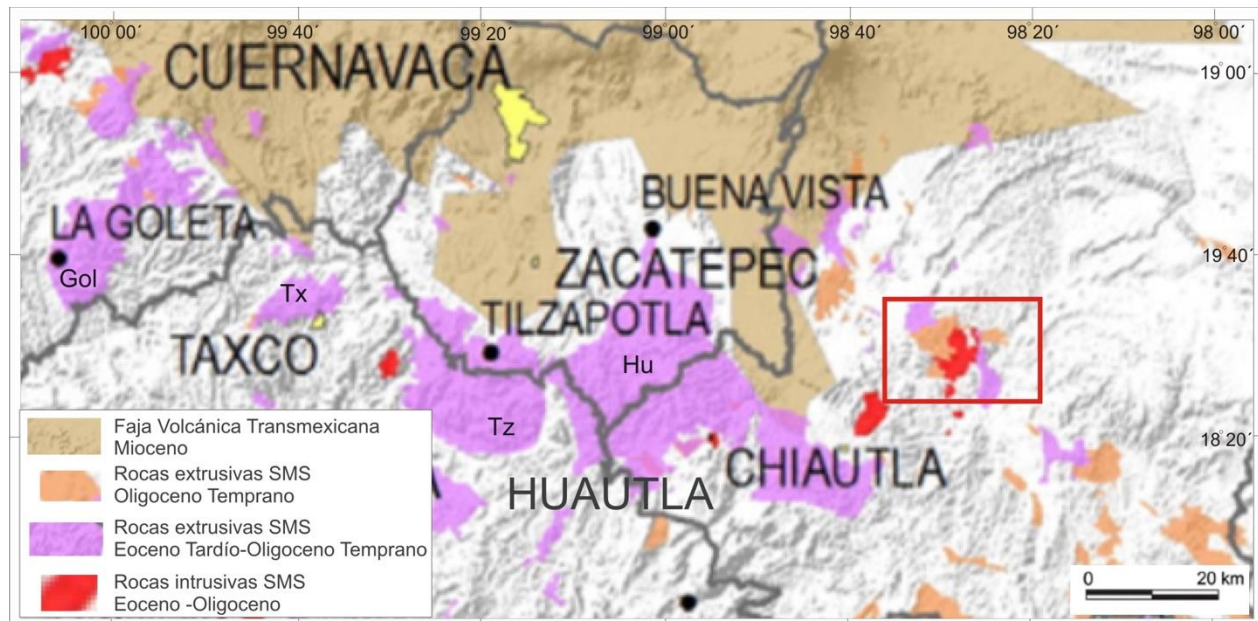 100°00´ 99°40´ 99°20´ 99°00´ 98°40´ 98°20´ 98°00´
19°00´
CUERNAVACA
BUENA VISTA
LA GOLETA
Gol
19°40´
ZACATEPEC
Tx
TILZAPOTLA
TAXCO
Hu
Tz
18°20´
CHIAUTLA
HUAUTLA
Faja Volcánica Transmexicana
Mioceno
Rocas extrusivas SMS
Oligoceno Temprano
Rocas extrusivas SMS
Eoceno Tardío-Oligoceno Temprano
Rocas intrusivas SMS
Eoceno -Oligoceno
0 20 km